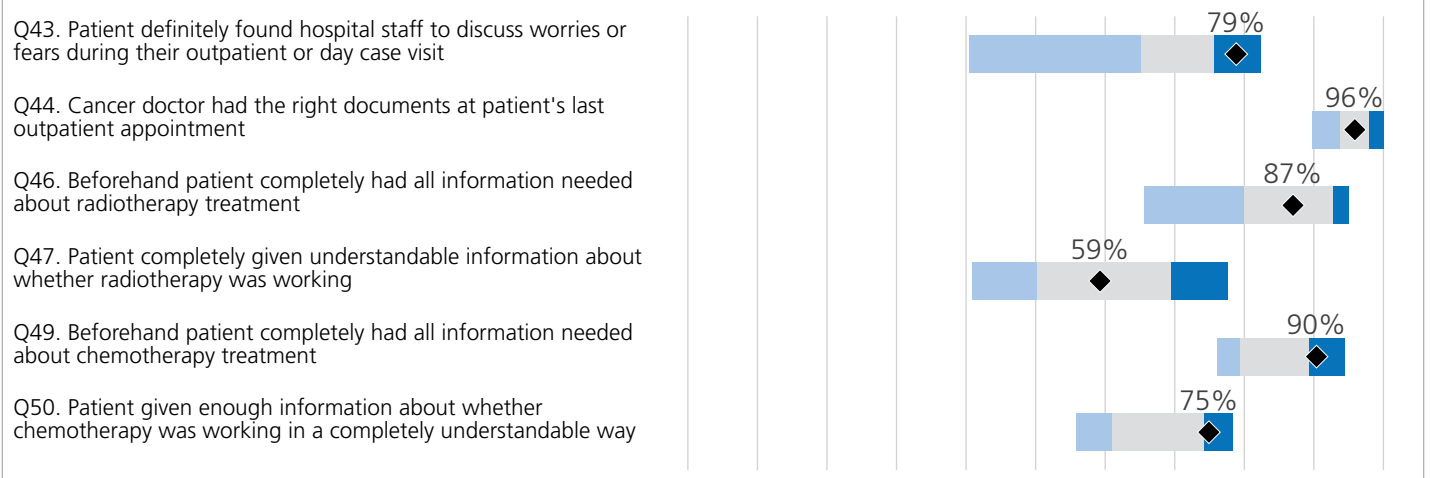 Q43. Patient definitely found hospital staff to discuss worries or
fears during their outpatient or day case visit
79%
Q44. Cancer doctor had the right documents at patient's last
outpatient appointment
96%
Q46. Beforehand patient completely had all information needed
about radiotherapy treatment
87%
Q47. Patient completely given understandable information about
whether radiotherapy was working
59%
Q49. Beforehand patient completely had all information needed
about chemotherapy treatment
90%
Q50. Patient given enough information about whether
chemotherapy was working in a completely understandable way
75%